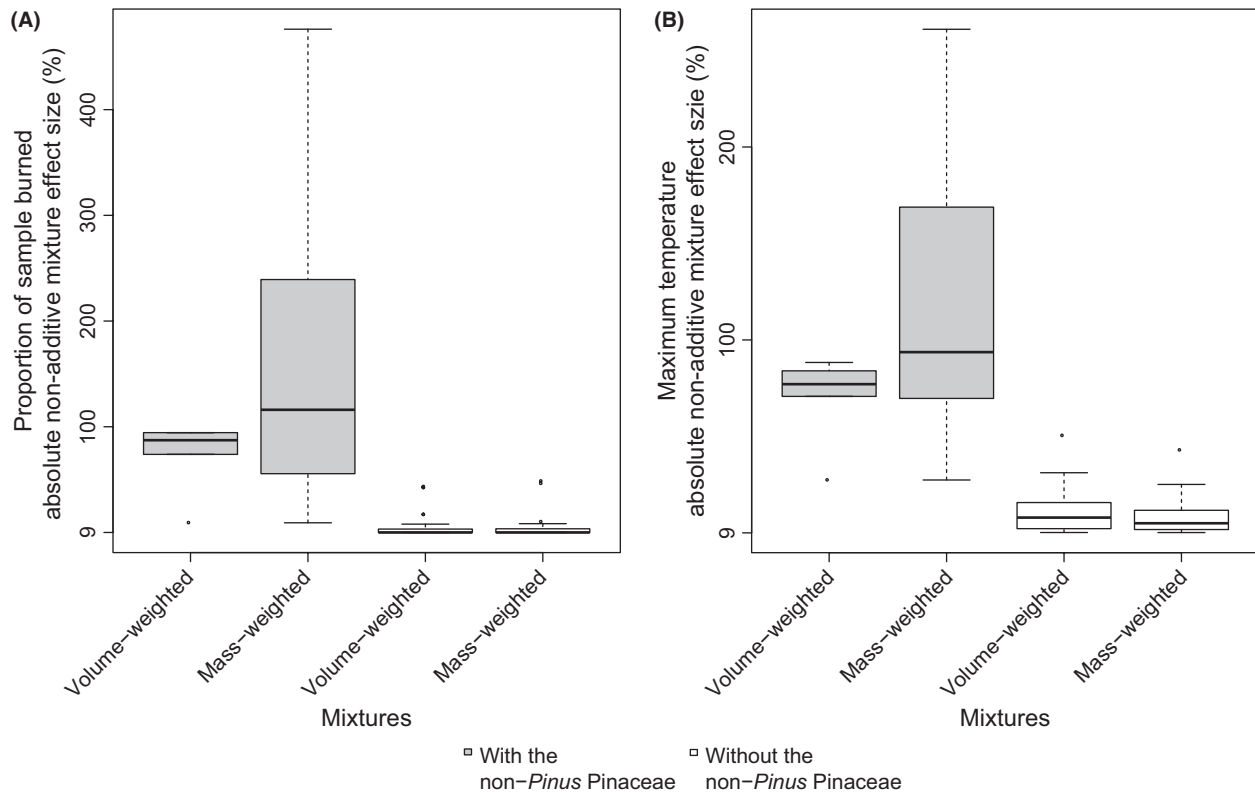 (A)
Proportion of sample burned
absolute non-additive mixture effect size (%)
400
300
200
100
9
Volume−weighted
Mass−weighted
Volume−weighted
Mass−weighted
Mixtures
(B)
Maximum temperature
absolute non-additive mixture effect szie (%)
200
100
9
Volume−weighted
Mass−weighted
Volume−weighted
Mass−weighted
Mixtures
With the
non−Pinus Pinaceae
Without the
non−Pinus Pinaceae